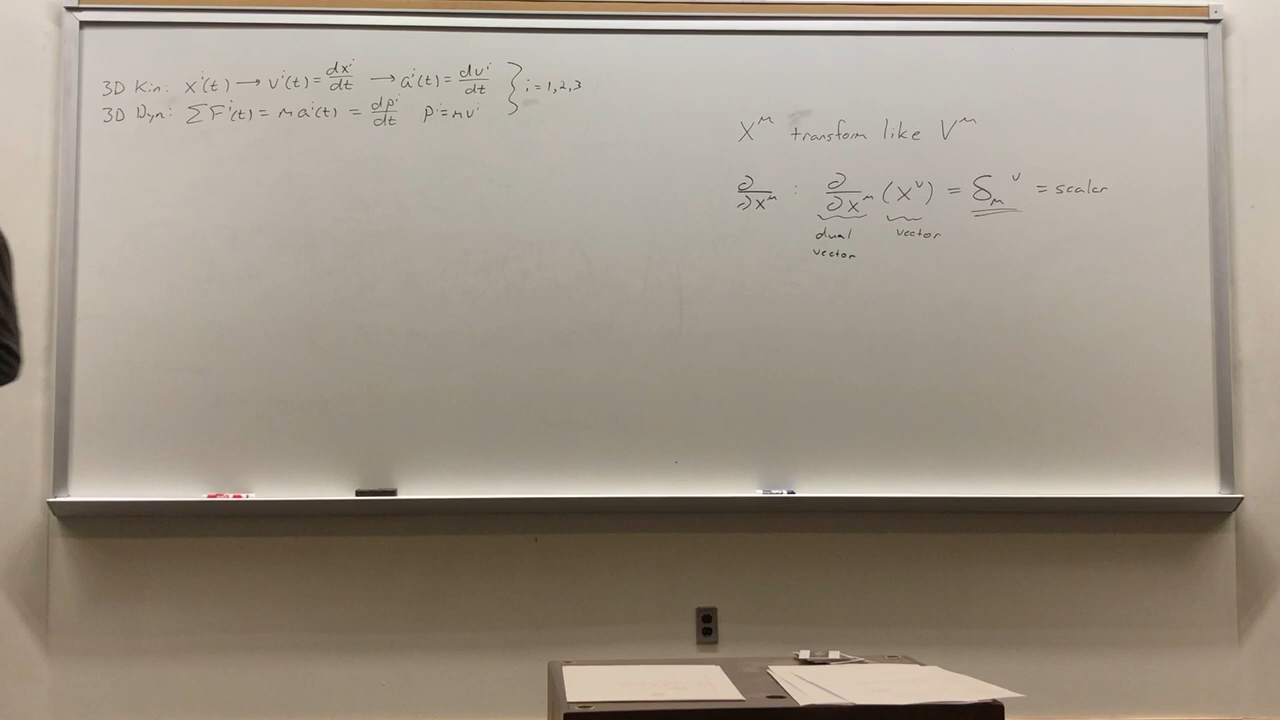 3D Kin: xⁱ(t) → vⁱ(t) = dxⁱ/dt → aⁱ(t) = dvⁱ/dt } i = 1,2,3
3D Dyn: ΣFⁱ(t) = m aⁱ(t) = dpⁱ/dt pⁱ = mvⁱ
X^μ transform like V^μ
∂/∂x^μ : ∂/∂x^μ (x^ν) = δ_μ^ν = scalar
dual vector
vector